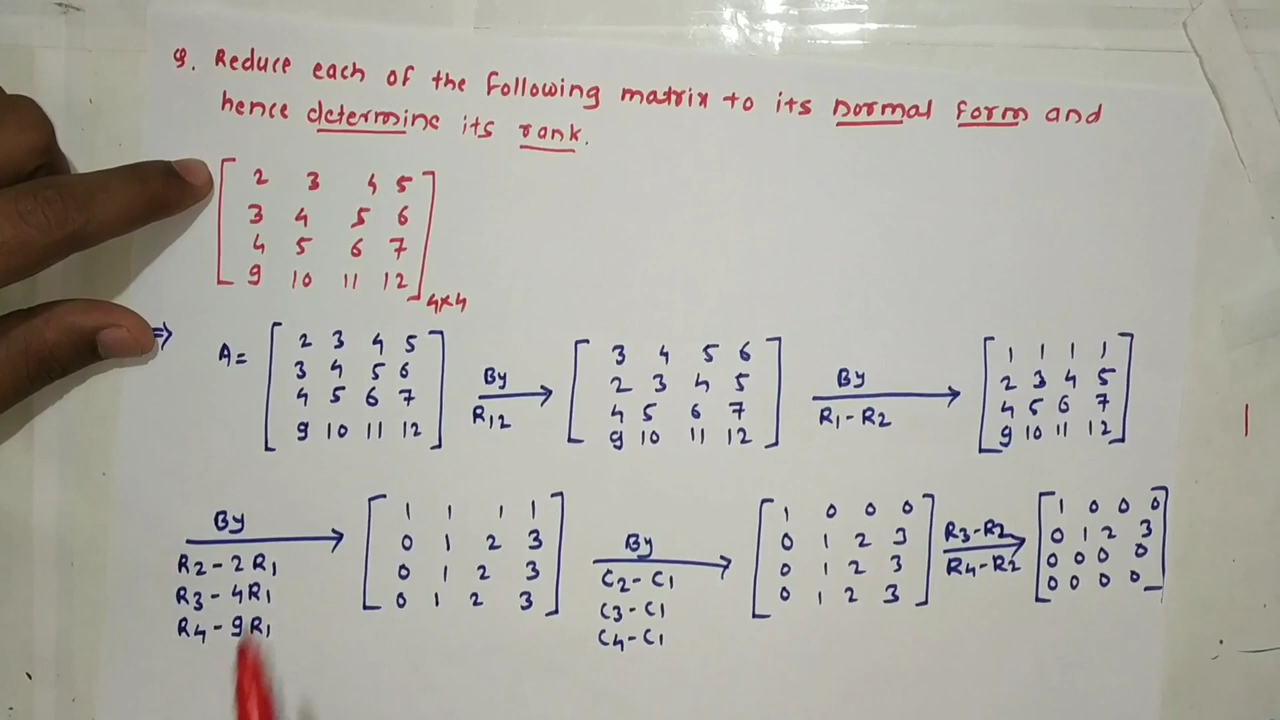 Q. Reduce each of the following matrix to its normal form and
hence determine its rank.
2 3 4 5
3 4 5 6
4 5 6 7
9 10 11 12
4×4
⇒ A = [ 2 3 4 5 ] By R12 → [ 3 4 5 6 ] By R1-R2 → [ 1 1 1 1 ]
3 4 5 6 2 3 4 5 2 3 4 5
4 5 6 7 4 5 6 7 4 5 6 7
9 10 11 12 9 10 11 12 9 10 11 12
By → [ 1 1 1 1 ] By → [ 1 0 0 0 ] R3-R2 → [ 1 0 0 0 ]
R2-2R1 0 1 2 3 C2-C1 0 1 2 3 R4-R2 0 1 2 3
R3-4R1 0 1 2 3 C3-C1 0 1 2 3 0 0 0 0
R4-9R1 0 1 2 3 C4-C1 0 1 2 3 0 0 0 0